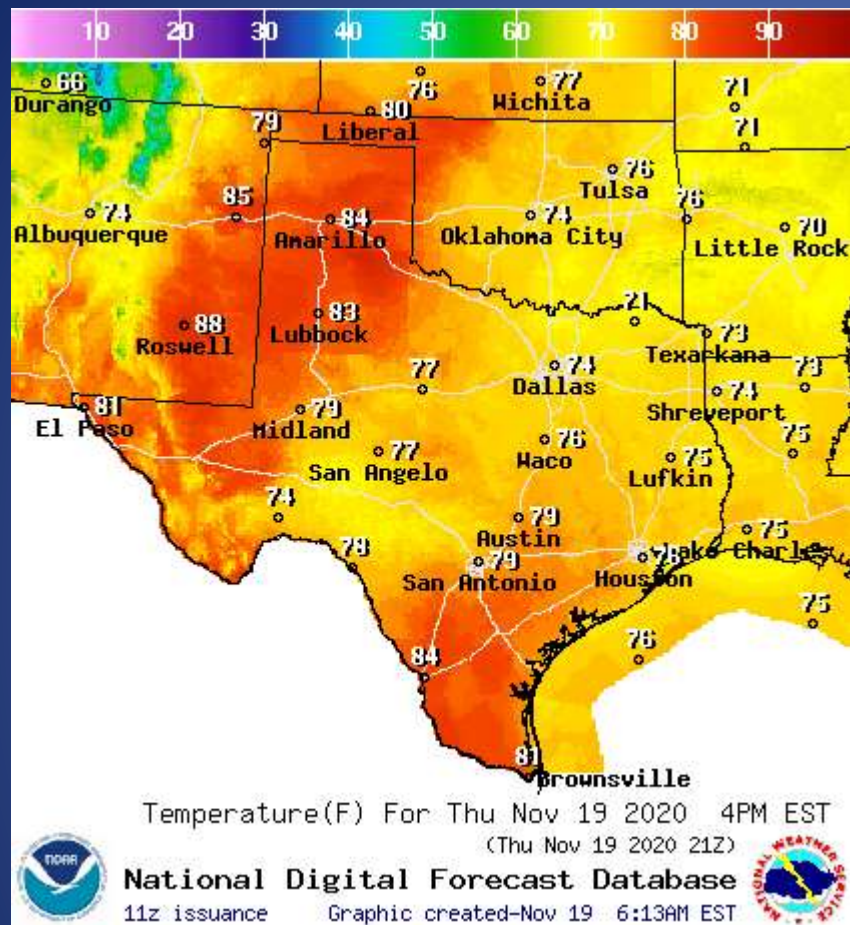 10 20 30 40 50 60 70 80 90
66
Durango
76
77
Wichita
71
80
Liberal
79
71
76
Tulsa
85
74
Albuquerque
84
Amarillo
74
Oklahoma City
76
70
Little Rock
88
Roswell
83
Lubbock
71
73
Texarkana
77
74
Dallas
74
Shreveport
73
81
El Paso
79
Midland
77
San Angelo
76
Waco
75
Lufkin
75
74
79
Austin
75
Lake Charles
78
79
San Antonio
78
Houston
75
76
84
81
Brownsville
Temperature(F) For Thu Nov 19 2020 4PM EST
(Thu Nov 19 2020 21Z)
NOAA
National Digital Forecast Database
NATIONAL WEATHER SERVICE
11z issuance Graphic created-Nov 19 6:13AM EST